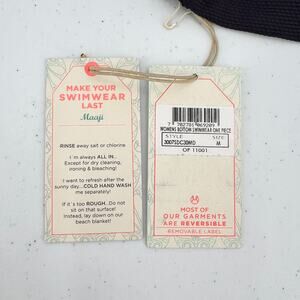 MAKE YOUR
SWIMWEAR
LAST
Maaji
RINSE away salt or chlorine
I'm always ALL IN..
Except for dry cleaning,
ironing & bleaching!
I want to refresh after the
sunny day...COLD HAND WASH
me separately!
If it's too ROUGH..Do not
sit on that surface!
Instead, lay down on our
beach blanket!
WOMENS BOTTOM SWIMWEAR ONE PIECE
STYLE
SIZE
3007SDC30MO
M
OF 11001
MOST OF
OUR GARMENTS
ARE REVERSIBLE
REMOVABLE LABEL